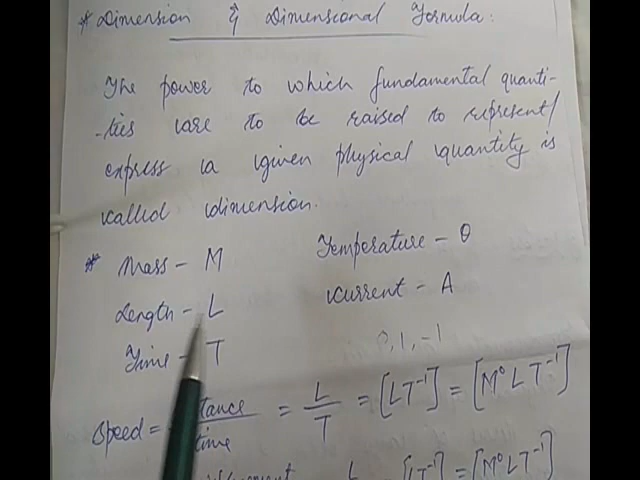 * Dimension & Dimensional Formula:
The power to which fundamental quanti-
-ties are to be raised to represent/
express a given physical quantity is
called dimension.
* Mass - M Temperature - θ
Length - L Current - A
Time - T 0, 1, -1
Speed = time = L/T = [LT⁻¹] = [M⁰LT⁻¹]
L [LT⁻¹] = [M⁰LT⁻¹]